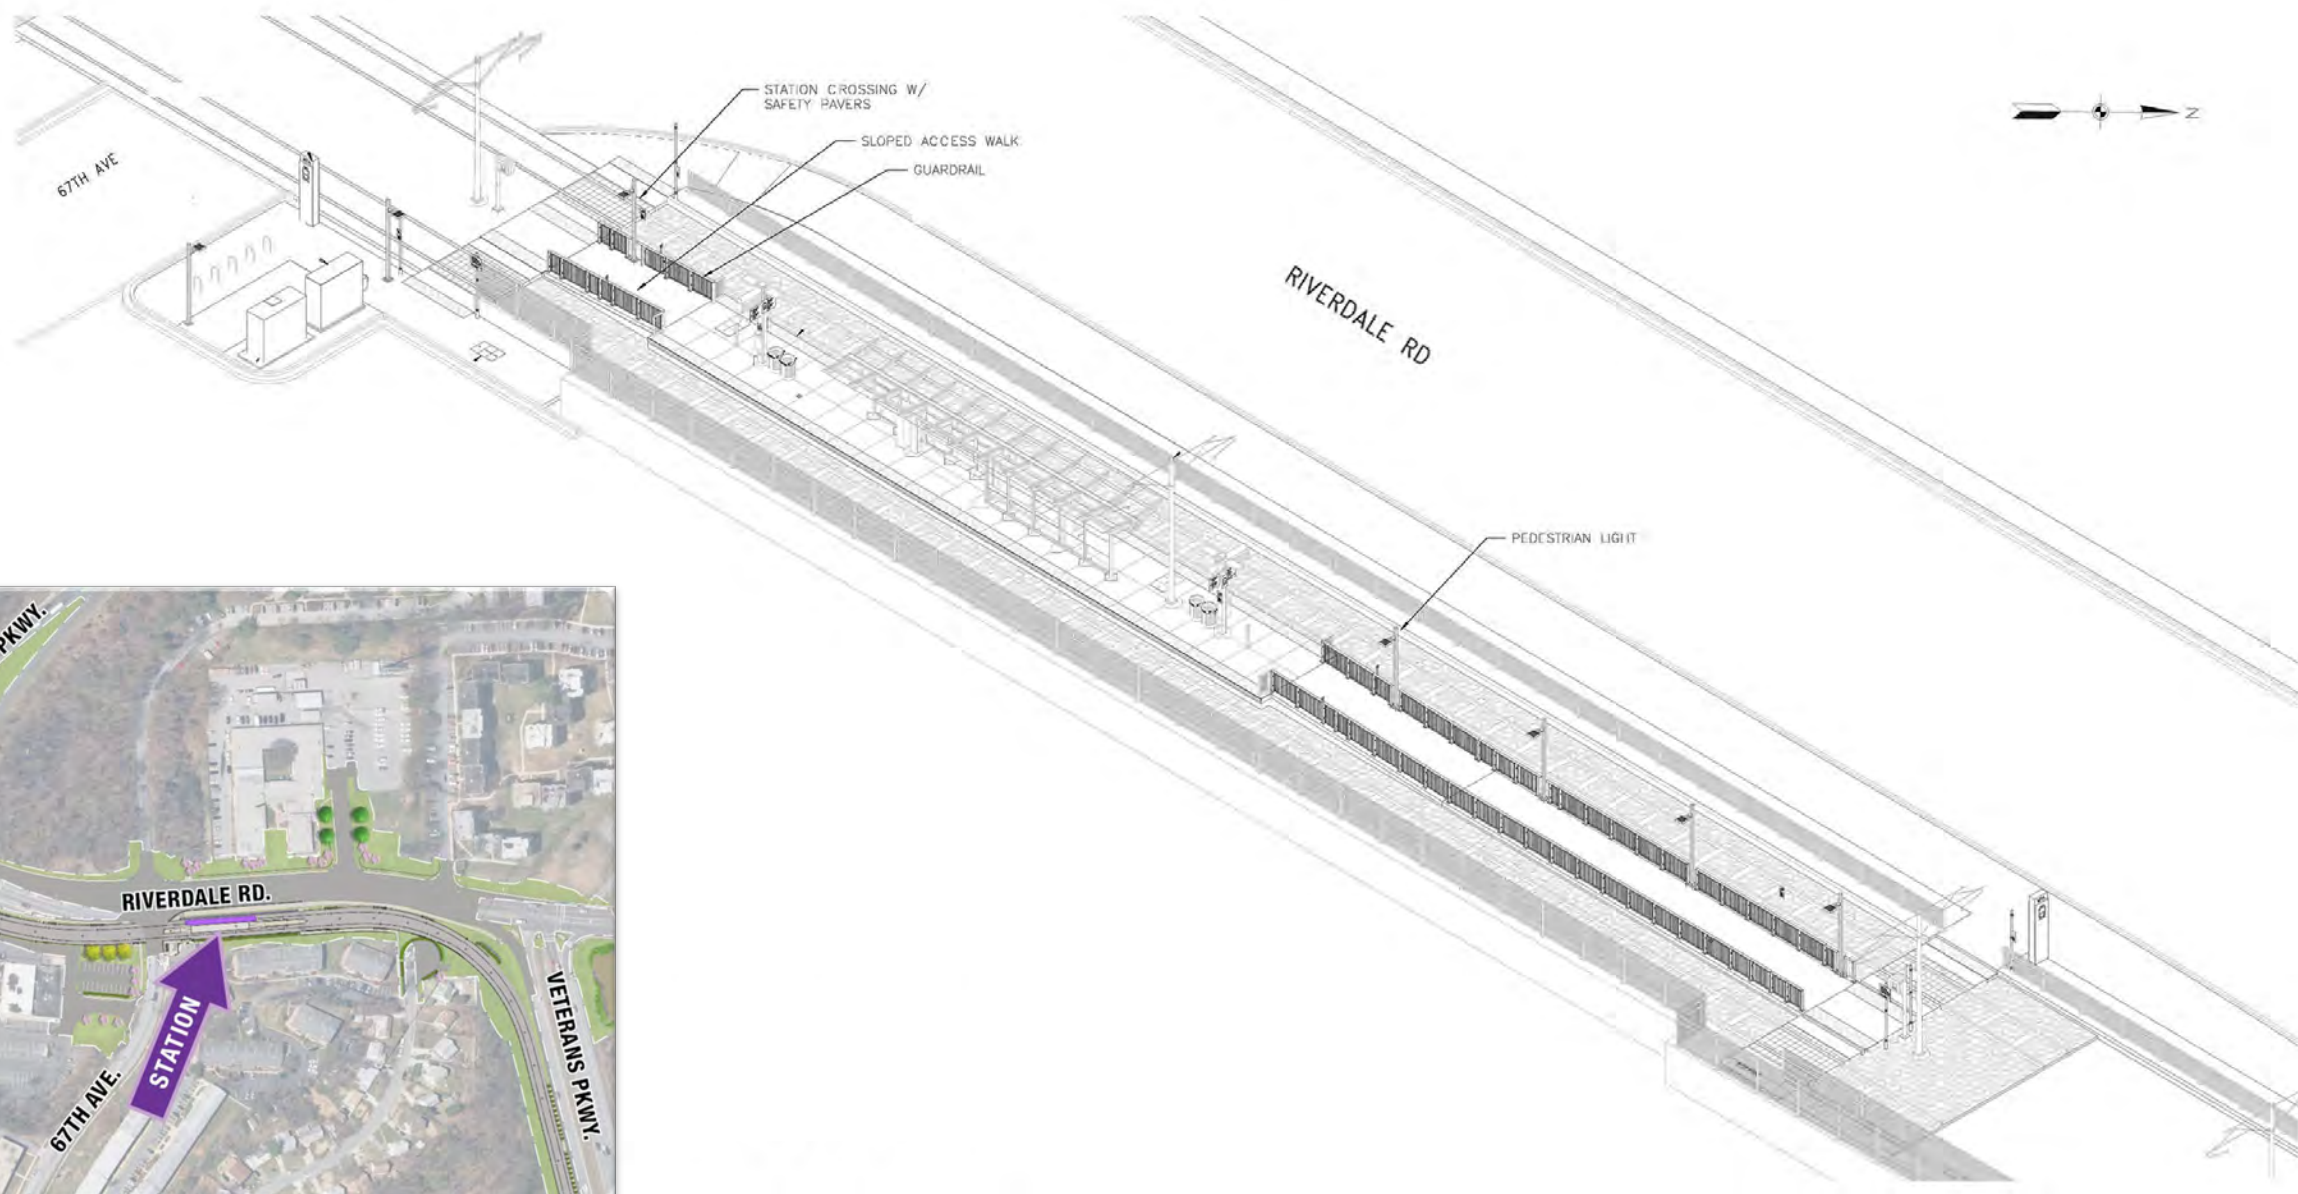 STATION CROSSING W/
SAFETY PAVERS
SLOPED ACCESS WALK
GUARDRAIL
N
67TH AVE
RIVERDALE RD
PEDESTRIAN LIGHT
PKWY.
RIVERDALE RD.
STATION
67TH AVE.
VETERANS PKWY.